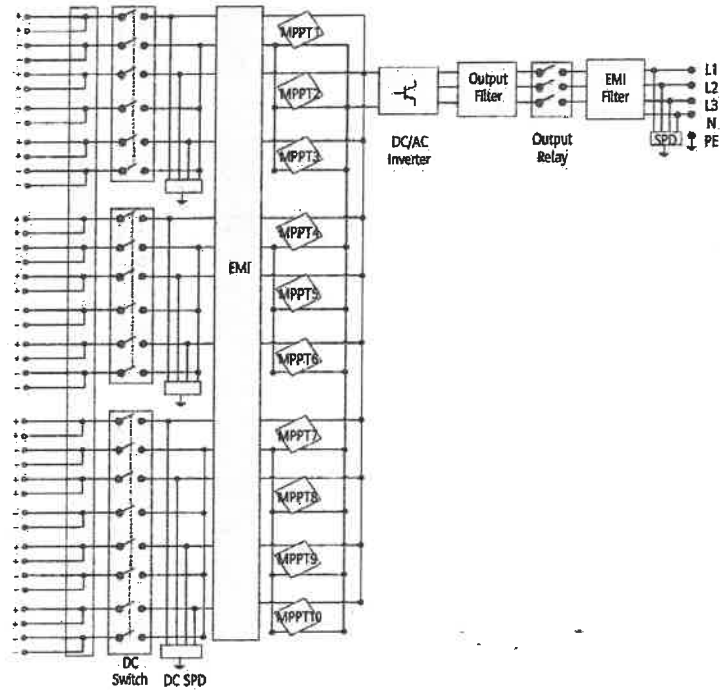 MPPT1
MPPT2
MPPT3
MPPT4
MPPT5
MPPT6
MPPT7
MPPT8
MPPT9
MPPT10
EMI
DC
Switch
DC SPD
DC/AC
Inverter
Output
Filter
Output
Relay
EMI
Filter
L1
L2
L3
N
SPD
PE